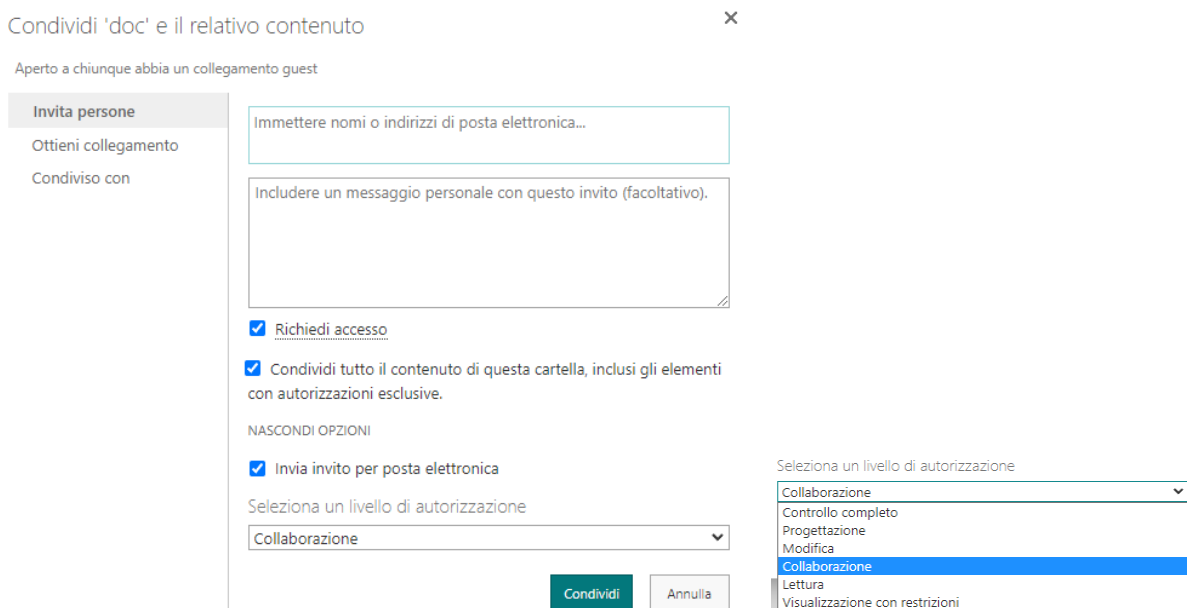 Condividi 'doc' e il relativo contenuto
Aperto a chiunque abbia un collegamento guest
Invita persone
Ottieni collegamento
Condiviso con
Immettere nomi o indirizzi di posta elettronica...
Includere un messaggio personale con questo invito (facoltativo).
Richiedi accesso
Condividi tutto il contenuto di questa cartella, inclusi gli elementi
con autorizzazioni esclusive.
NASCONDI OPZIONI
Invia invito per posta elettronica
Seleziona un livello di autorizzazione
Collaborazione
Condividi
Annulla
Seleziona un livello di autorizzazione
Collaborazione
Controllo completo
Progettazione
Modifica
Collaborazione
Lettura
Visualizzazione con restrizioni